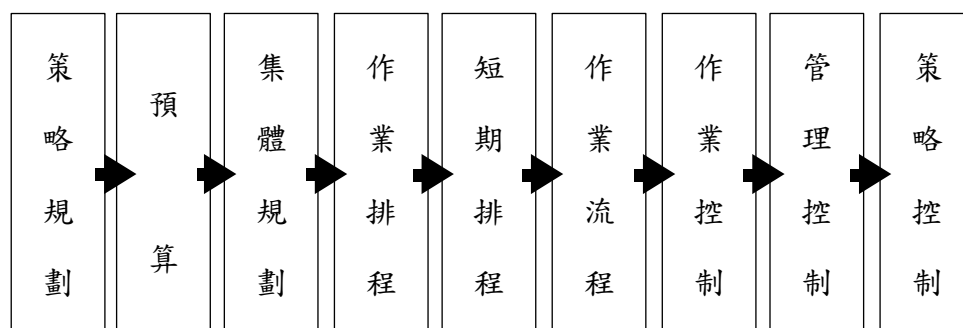 策略規劃
預算
集體規劃
作業排程
短期排程
作業流程
作業控制
管理控制
策略控制